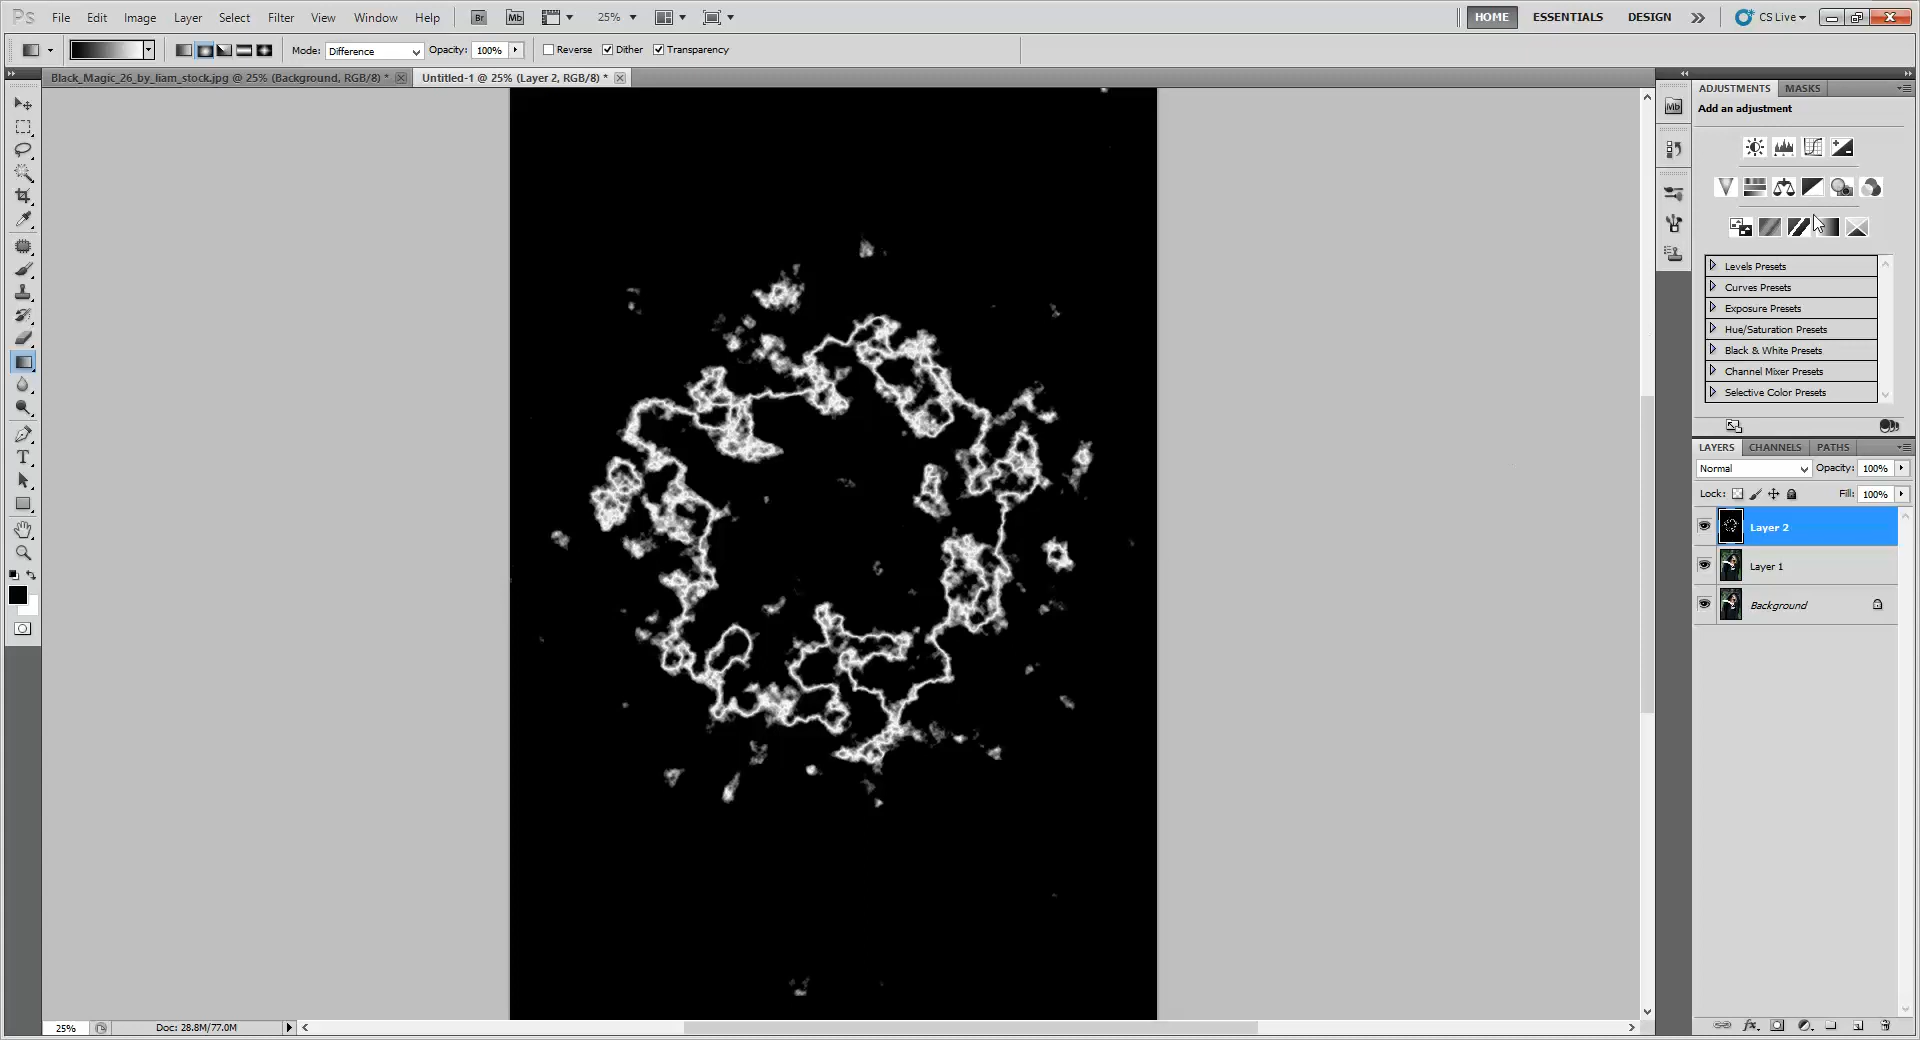 Ps File Edit Image Layer Select Filter View Window Help Br Mb 25% HOME ESSENTIALS DESIGN CS Live
Mode: Difference Opacity: 100% Reverse Dither Transparency
Black_Magic_26_by_liam_stock.jpg @ 25% (Background, RGB/8) * Untitled-1 @ 25% (Layer 2, RGB/8) *
ADJUSTMENTS MASKS
Add an adjustment
Mb
Levels Presets
Curves Presets
Exposure Presets
Hue/Saturation Presets
Black & White Presets
Channel Mixer Presets
Selective Color Presets
LAYERS CHANNELS PATHS
Normal Opacity: 100%
Lock: Fill: 100%
Layer 2
Layer 1
Background
25% Doc: 28.8M/77.0M